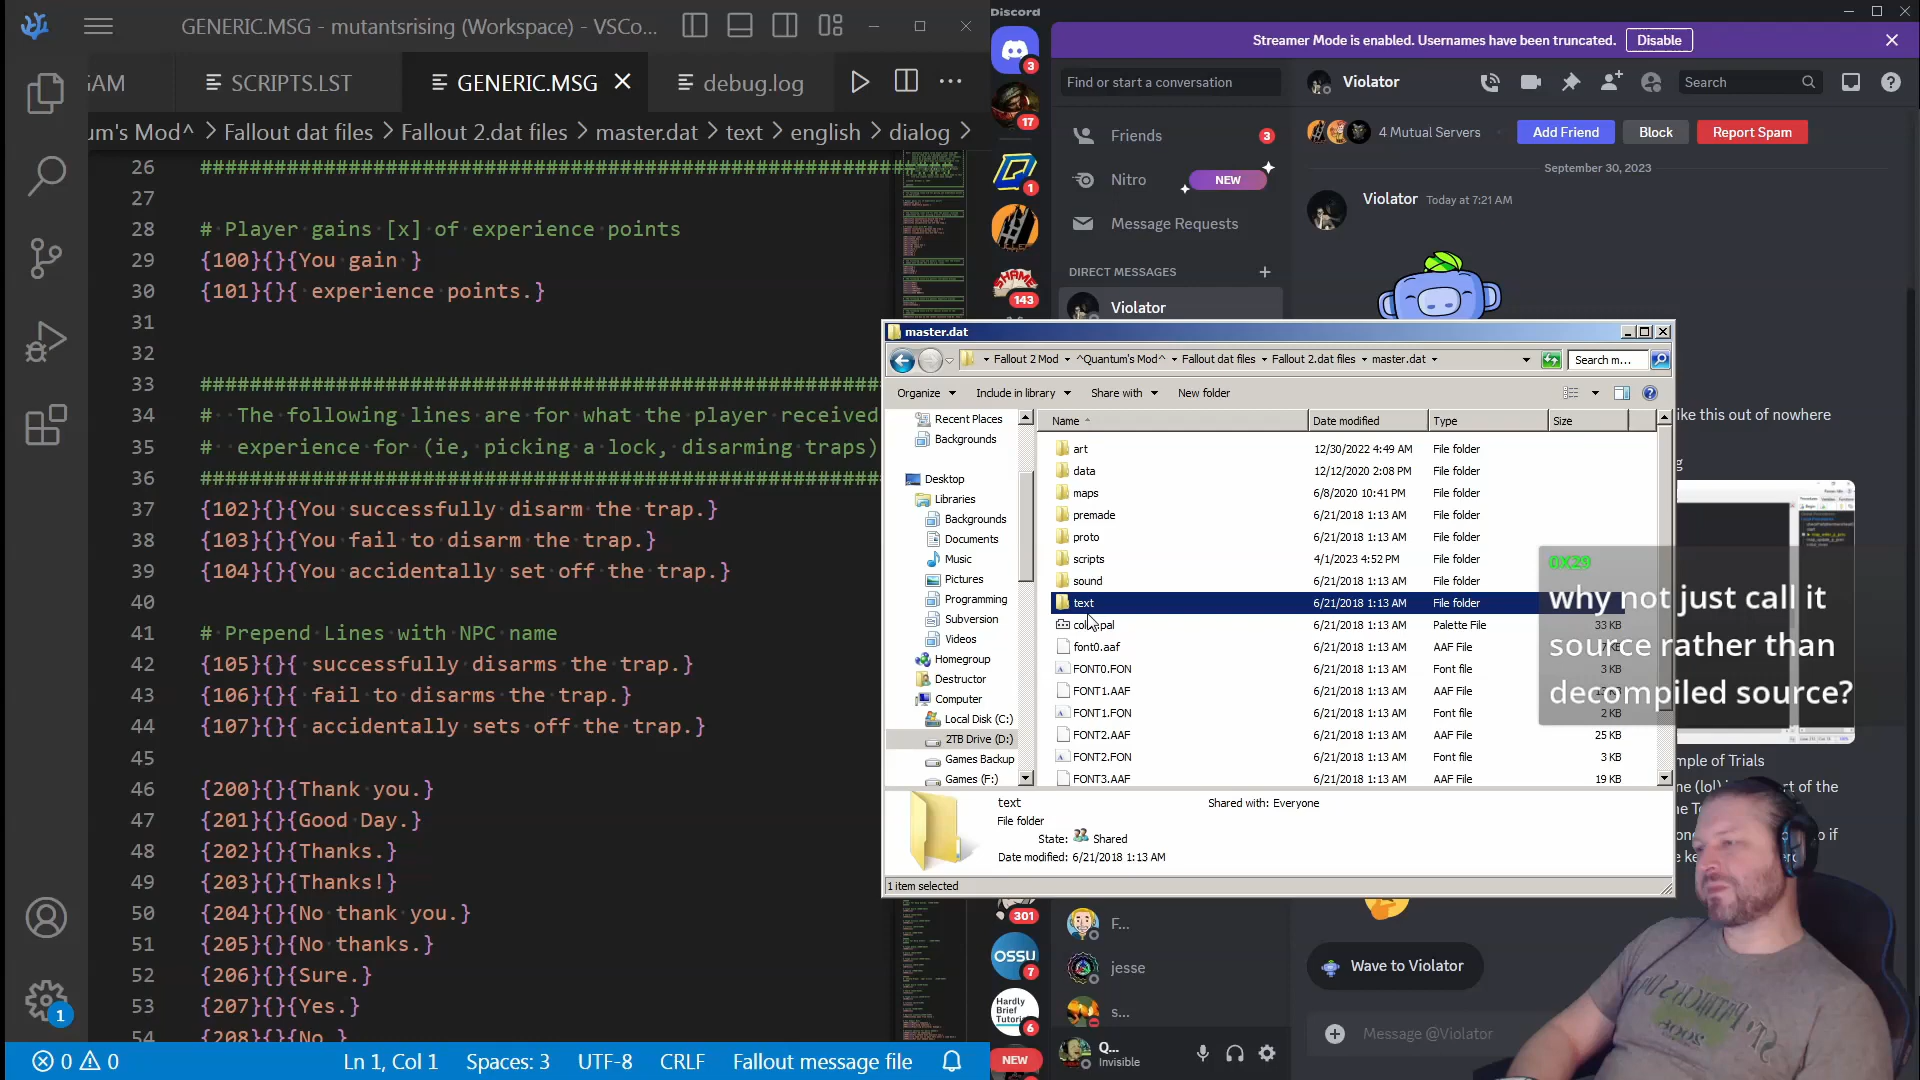 GENERIC.MSG - mutantsrising (Workspace) - VSCo...
GAM
SCRIPTS.LST
GENERIC.MSG
debug.log
um's Mod^ > Fallout dat files > Fallout 2.dat files > master.dat > text > english > dialog >
26 ############################################################
27
28 # Player gains [x] of experience points
29 {100}{}{You gain }
30 {101}{}{ experience points.}
31
32
33 #######################################################
34 #  The following lines are for what the player received
35 #  experience for (ie, picking a lock, disarming traps)
36 #######################################################
37 {102}{}{You successfully disarm the trap.}
38 {103}{}{You fail to disarm the trap.}
39 {104}{}{You accidentally set off the trap.}
40
41 # Prepend Lines with NPC name
42 {105}{}{ successfully disarms the trap.}
43 {106}{}{ fail to disarms the trap.}
44 {107}{}{ accidentally sets off the trap.}
45
46 {200}{}{Thank you.}
47 {201}{}{Good Day.}
48 {202}{}{Thanks.}
49 {203}{}{Thanks!}
50 {204}{}{No thank you.}
51 {205}{}{No thanks.}
52 {206}{}{Sure.}
53 {207}{}{Yes.}
54 {208}{}{No.}
1
0 0
Ln 1, Col 1
Spaces: 3
UTF-8
CRLF
Fallout message file
Discord
Streamer Mode is enabled. Usernames have been truncated.
Disable
3
17
1
143
301
OSSU
7
Hardly
Brief
6
NEW
Find or start a conversation
Friends
3
Nitro
NEW
Message Requests
DIRECT MESSAGES
Violator
F...
jesse
s...
Q...
Invisible
Violator
Search
4 Mutual Servers
Add Friend
Block
Report Spam
September 30, 2023
Violator Today at 7:21 AM
ike this out of nowhere
mple of Trials
Wave to Violator
Message @Violator
master.dat
Fallout 2 Mod
^Quantum's Mod^
Fallout dat files
Fallout 2.dat files
master.dat
Search m...
Organize
Include in library
Share with
New folder
Recent Places
Backgrounds
Desktop
Libraries
Backgrounds
Documents
Music
Pictures
Programming
Subversion
Videos
Homegroup
Destructor
Computer
Local Disk (C:)
2TB Drive (D:)
Games Backup
Games (F:)
Name Date modified Type Size
art 12/30/2022 4:49 AM File folder
data 12/12/2020 2:08 PM File folder
maps 6/8/2020 10:41 PM File folder
premade 6/21/2018 1:13 AM File folder
proto 6/21/2018 1:13 AM File folder
scripts 4/1/2023 4:52 PM File folder
sound 6/21/2018 1:13 AM File folder
text 6/21/2018 1:13 AM File folder
6/21/2018 1:13 AM Palette File 33 KB
font0.aaf 6/21/2018 1:13 AM AAF File
FONT0.FON 6/21/2018 1:13 AM Font file 3 KB
FONT1.AAF 6/21/2018 1:13 AM AAF File
FONT1.FON 6/21/2018 1:13 AM Font file 2 KB
FONT2.AAF 6/21/2018 1:13 AM AAF File 25 KB
FONT2.FON 6/21/2018 1:13 AM Font file 3 KB
FONT3.AAF 6/21/2018 1:13 AM AAF File 19 KB
text
File folder
State: Shared
Date modified: 6/21/2018 1:13 AM
Shared with: Everyone
1 item selected
0X29
why not just call it
source rather than
decompiled source?